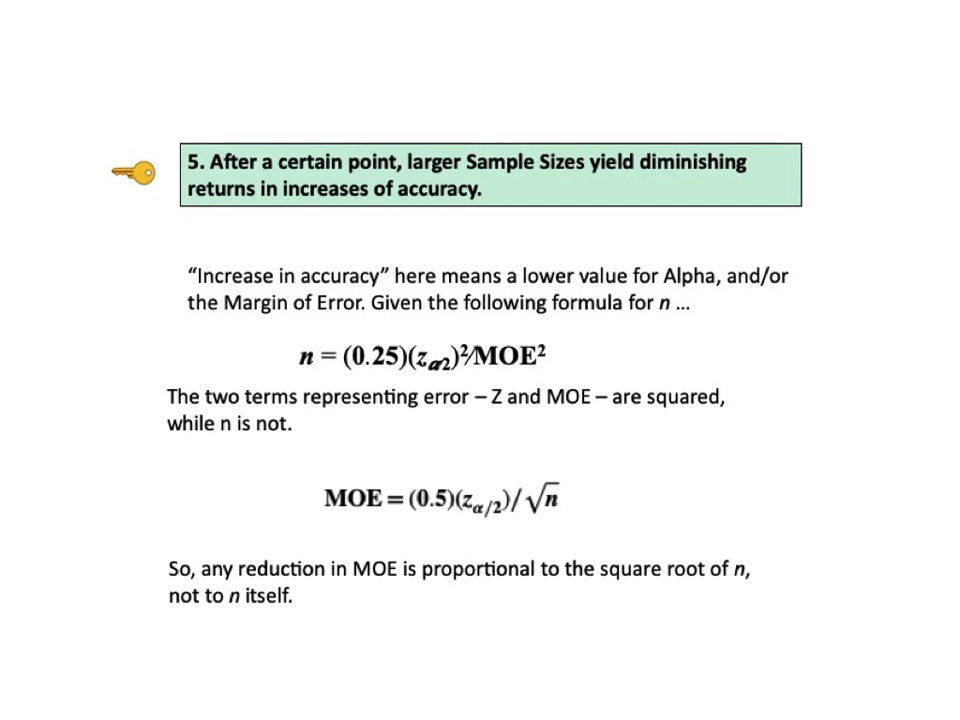 5. After a certain point, larger Sample Sizes yield diminishing
returns in increases of accuracy.
“Increase in accuracy” here means a lower value for Alpha, and/or
the Margin of Error. Given the following formula for n ...
n = (0.25)(zα/2)²/MOE²
The two terms representing error – Z and MOE – are squared,
while n is not.
MOE = (0.5)(zα/2)/ √n
So, any reduction in MOE is proportional to the square root of n,
not to n itself.